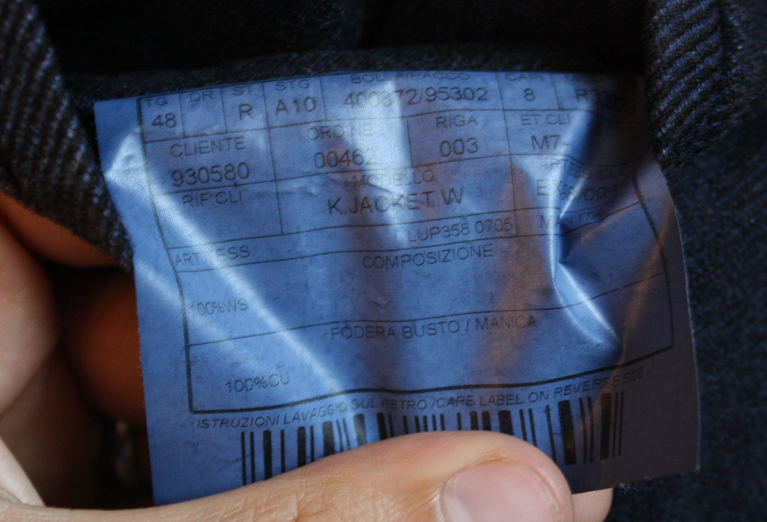 TG DR ST STG BOLLA/PACCO CAPI
48 R A10 400872/95302 8
CLIENTE ORDINE RIGA ET.CLI
930580 00462 003 M7
RIF CLI MODELLO
K.JACKET.W
LUP358 0705
ART. TESS. COMPOSIZIONE
100%WS
FODERA BUSTO / MANICA
100%CU
ISTRUZIONI LAVAGGIO SUL RETRO /CARE LABEL ON REVERSE SIDE